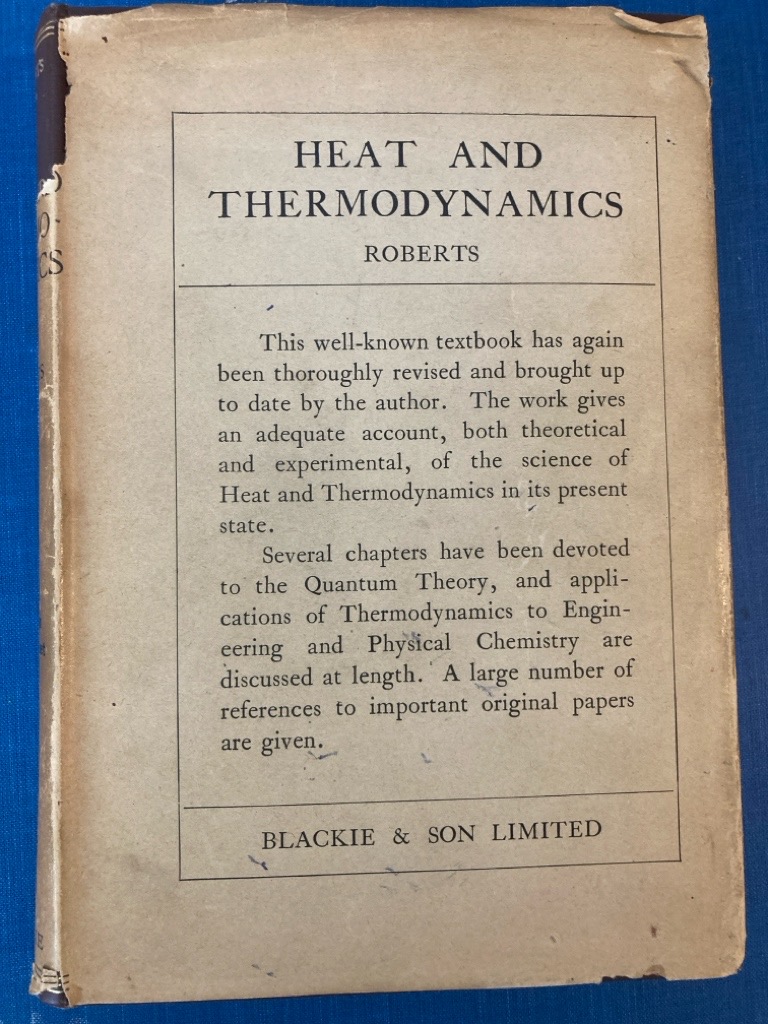 HEAT AND
THERMODYNAMICS
ROBERTS
This well-known textbook has again
been thoroughly revised and brought up
to date by the author. The work gives
an adequate account, both theoretical
and experimental, of the science of
Heat and Thermodynamics in its present
state.
Several chapters have been devoted
to the Quantum Theory, and appli-
cations of Thermodynamics to Engin-
eering and Physical Chemistry are
discussed at length. A large number of
references to important original papers
are given.
BLACKIE & SON LIMITED